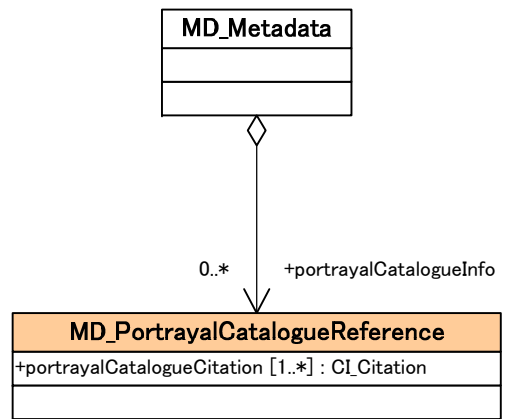 MD_Metadata
0..* +portrayalCatalogueInfo
MD_PortrayalCatalogueReference
+portrayalCatalogueCitation [1..*] : CI_Citation